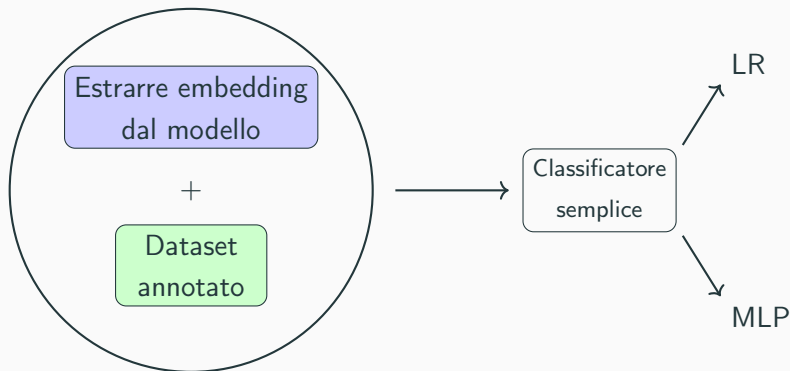 Estrarre embedding
dal modello
+
Dataset
annotato
Classificatore
semplice
LR
MLP